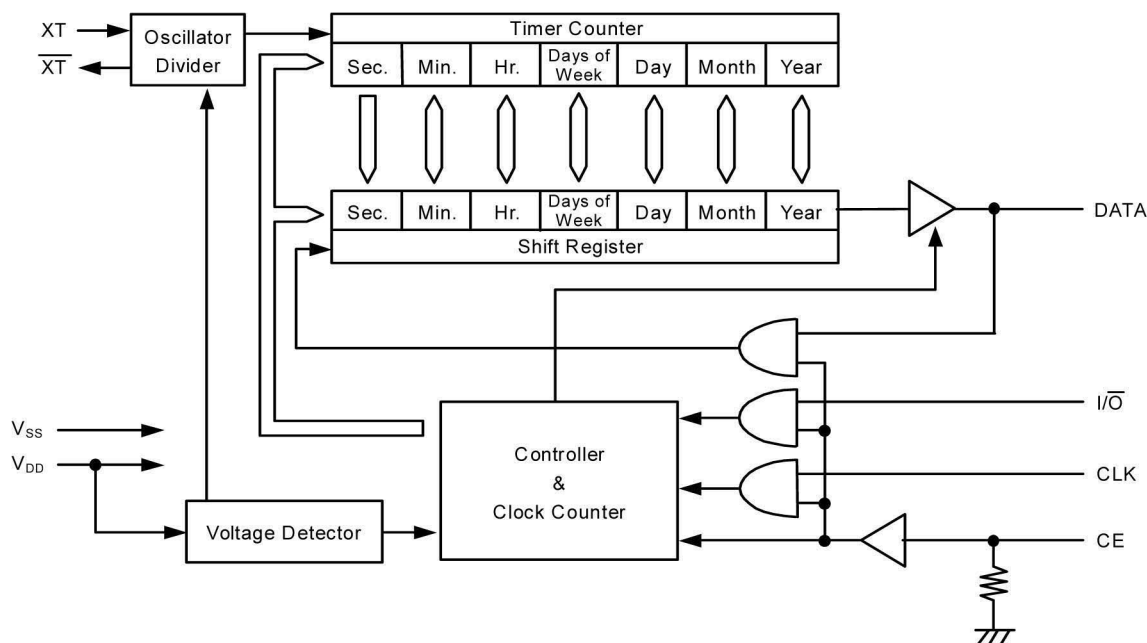 XT
X̅T̅
Oscillator
Divider
Timer Counter
Sec. Min. Hr. Days of Week Day Month Year
Sec. Min. Hr. Days of Week Day Month Year
Shift Register
DATA
I/O̅
CLK
CE
VSS
VDD
Voltage Detector
Controller
&
Clock Counter